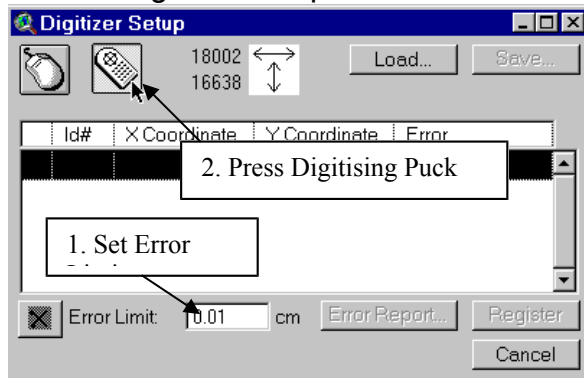 Digitizer Setup
18002
16638
Load...
Save...
Id# X Coordinate Y Coordinate Error
2. Press Digitising Puck
1. Set Error
Error Limit: 0.01 cm Error Report... Register
Cancel